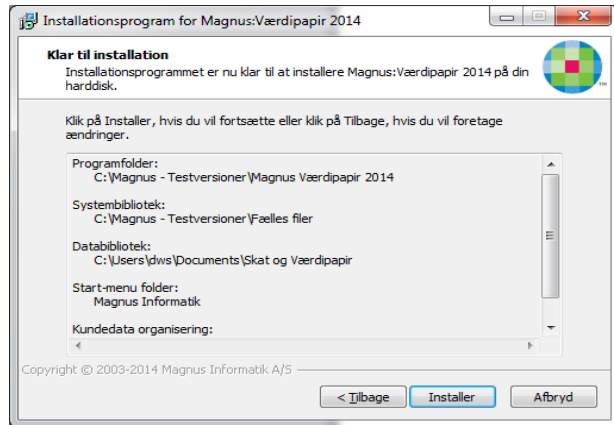 Installationsprogram for Magnus:Værdipapir 2014
Klar til installation
Installationsprogrammet er nu klar til at installere Magnus:Værdipapir 2014 på din
harddisk.
Klik på Installer, hvis du vil fortsætte eller klik på Tilbage, hvis du vil foretage
ændringer.
Programfolder:
C:\Magnus - Testversioner\Magnus Værdipapir 2014
Systembibliotek:
C:\Magnus - Testversioner\Fælles filer
Databibliotek:
C:\Users\dws\Documents\Skat og Værdipapir
Start-menu folder:
Magnus Informatik
Kundedata organisering:
Copyright © 2003-2014 Magnus Informatik A/S
< Tilbage Installer Afbryd